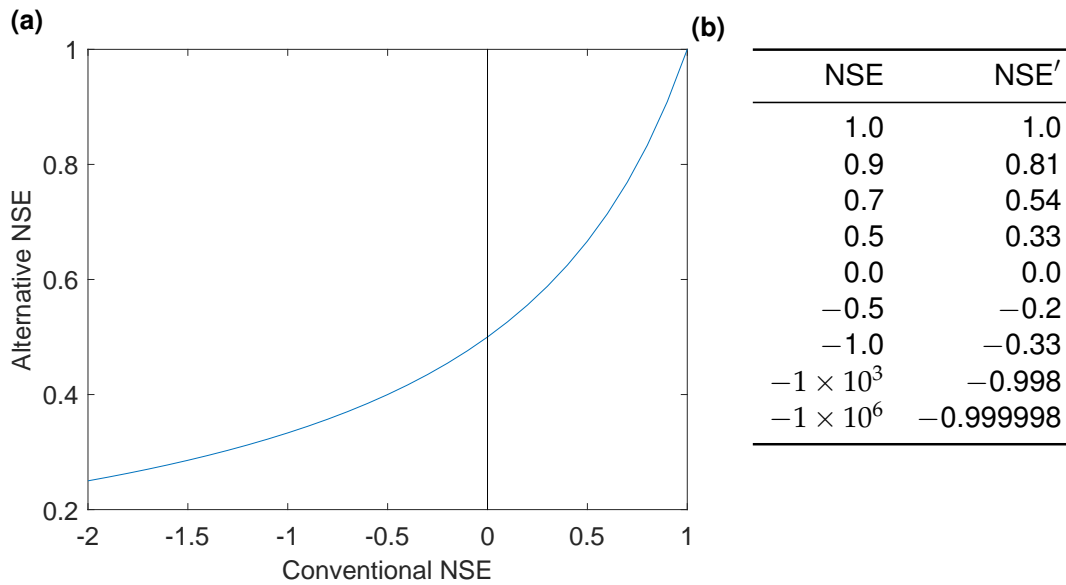 (a)
1
0.8
0.6
0.4
0.2
Alternative NSE
-2 -1.5 -1 -0.5 0 0.5 1
Conventional NSE
(b)
NSE NSE′
1.0 1.0
0.9 0.81
0.7 0.54
0.5 0.33
0.0 0.0
−0.5 −0.2
−1.0 −0.33
−1 × 10³ −0.998
−1 × 10⁶ −0.999998